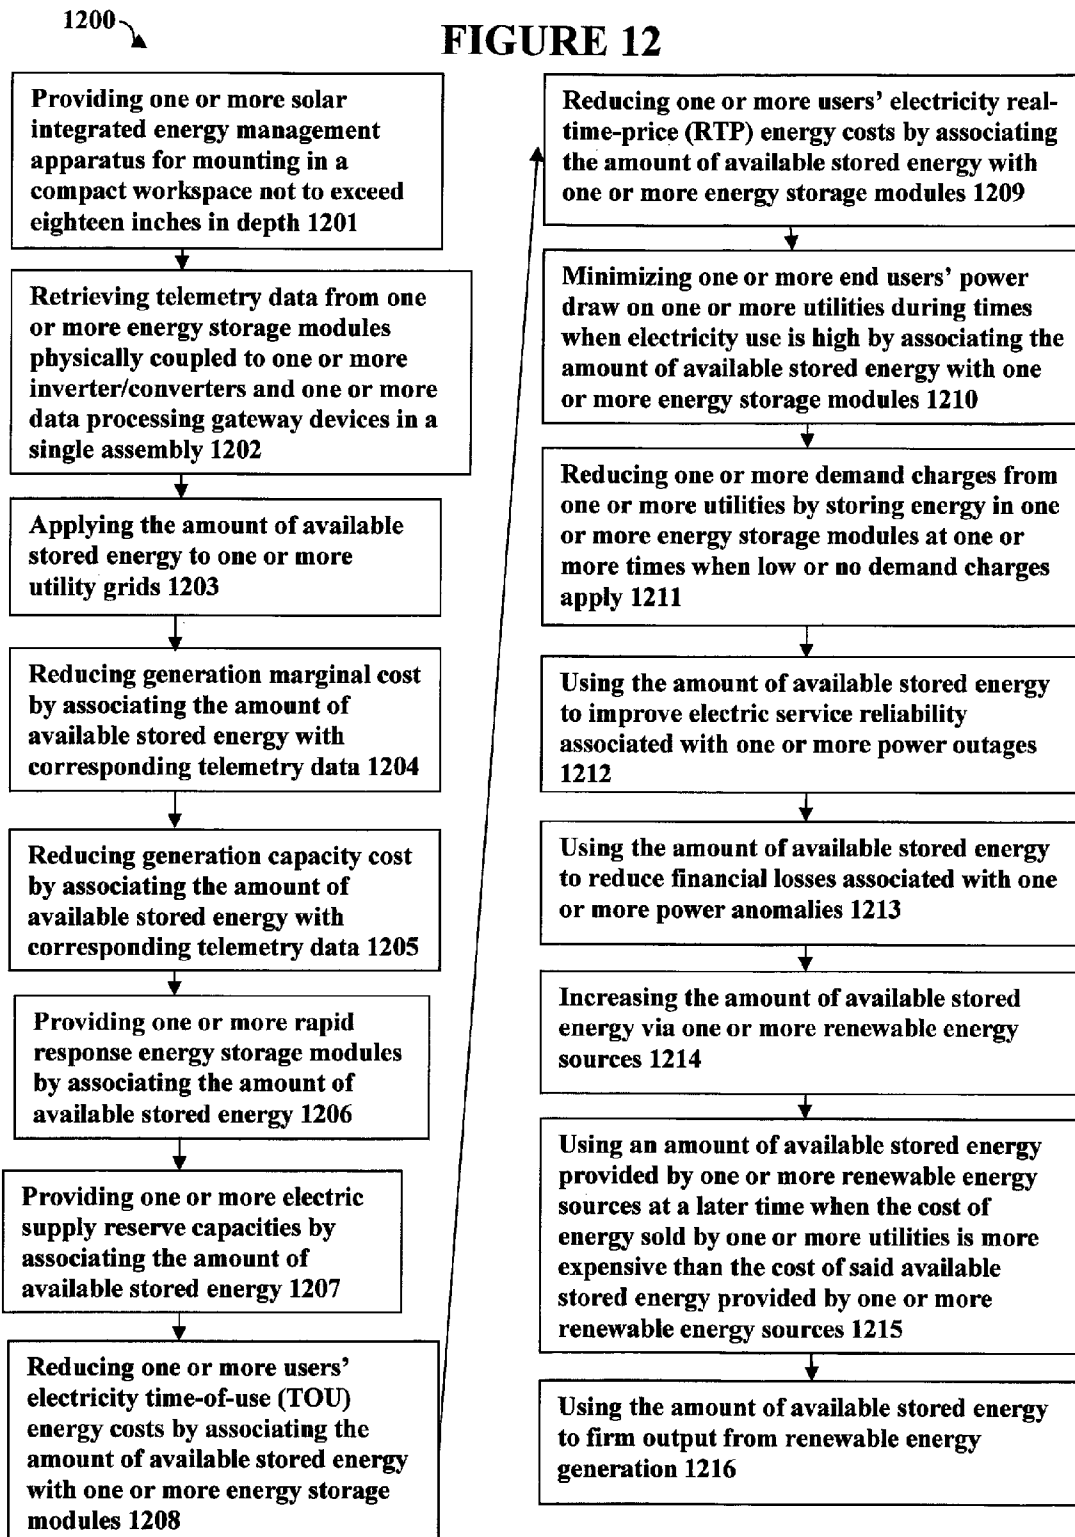 1200
FIGURE 12
Providing one or more solar
integrated energy management
apparatus for mounting in a
compact workspace not to exceed
eighteen inches in depth 1201
Retrieving telemetry data from one
or more energy storage modules
physically coupled to one or more
inverter/converters and one or more
data processing gateway devices in a
single assembly 1202
Applying the amount of available
stored energy to one or more
utility grids 1203
Reducing generation marginal cost
by associating the amount of
available stored energy with
corresponding telemetry data 1204
Reducing generation capacity cost
by associating the amount of
available stored energy with
corresponding telemetry data 1205
Providing one or more rapid
response energy storage modules
by associating the amount of
available stored energy 1206
Providing one or more electric
supply reserve capacities by
associating the amount of
available stored energy 1207
Reducing one or more users’
electricity time-of-use (TOU)
energy costs by associating the
amount of available stored energy
with one or more energy storage
modules 1208
Reducing one or more users’ electricity real-
time-price (RTP) energy costs by associating
the amount of available stored energy with
one or more energy storage modules 1209
Minimizing one or more end users’ power
draw on one or more utilities during times
when electricity use is high by associating the
amount of available stored energy with one
or more energy storage modules 1210
Reducing one or more demand charges from
one or more utilities by storing energy in one
or more energy storage modules at one or
more times when low or no demand charges
apply 1211
Using the amount of available stored energy
to improve electric service reliability
associated with one or more power outages
1212
Using the amount of available stored energy
to reduce financial losses associated with one
or more power anomalies 1213
Increasing the amount of available stored
energy via one or more renewable energy
sources 1214
Using an amount of available stored energy
provided by one or more renewable energy
sources at a later time when the cost of
energy sold by one or more utilities is more
expensive than the cost of said available
stored energy provided by one or more
renewable energy sources 1215
Using the amount of available stored energy
to firm output from renewable energy
generation 1216